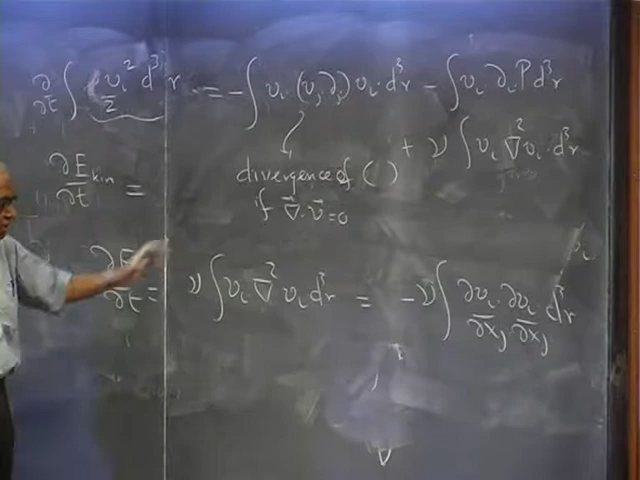 ∂/∂t ∫ v_i²/2 d³r = − ∫ v_i (v_j ∂_j) v_i d³r − ∫ v_i ∂_i P d³r
+ ν ∫ v_i ∇² v_i d³r
∂E_kin/∂t =
divergence of ( )
if ∇⃗·v⃗ = 0
∂E/∂t = ν ∫ v_i ∇² v_i d³r = −ν ∫ ∂v_i/∂x_j ∂v_i/∂x_j d³r